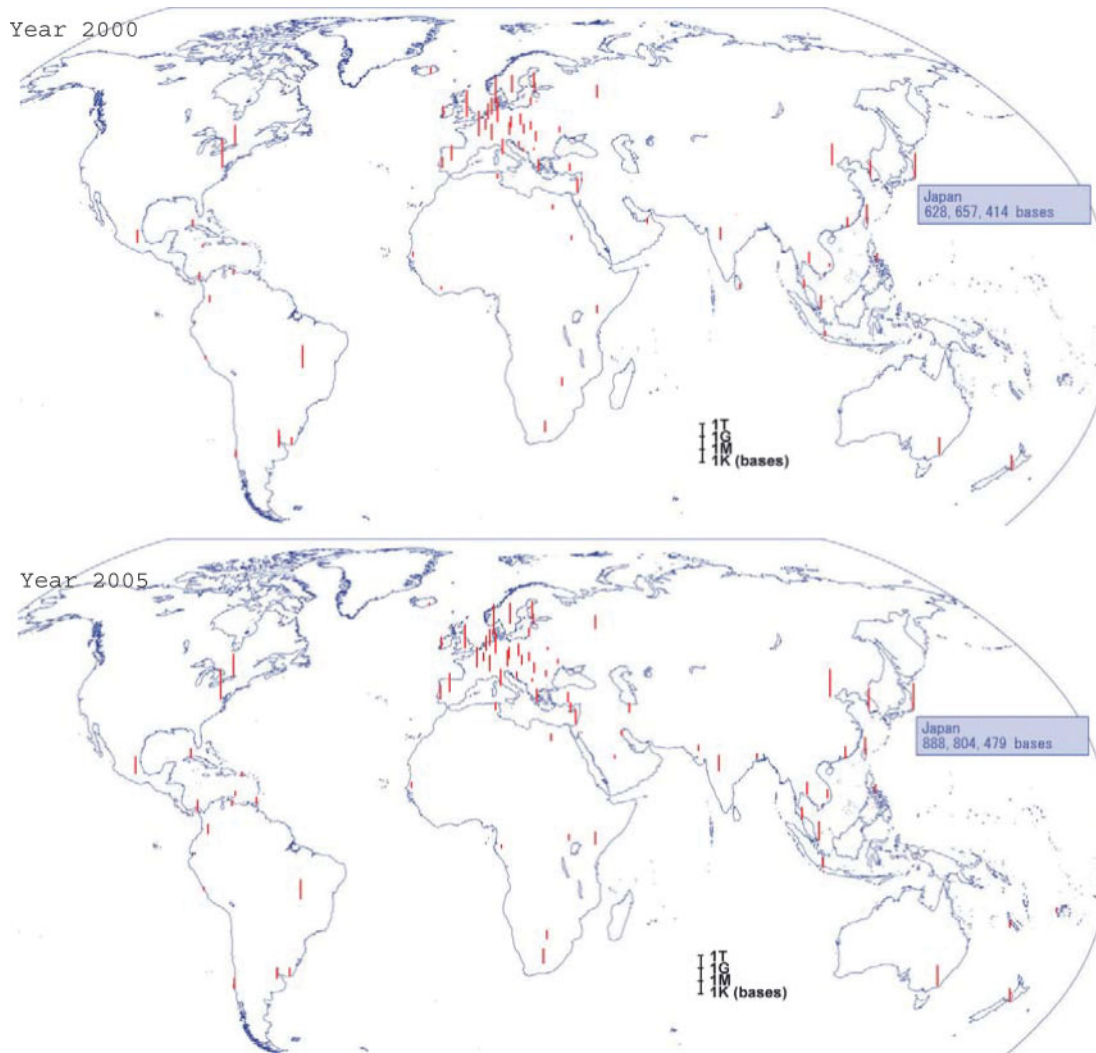 Year 2000
Japan
628, 657, 414 bases
1T
1G
1M
1K (bases)
Year 2005
Japan
888, 804, 479 bases
1T
1G
1M
1K (bases)